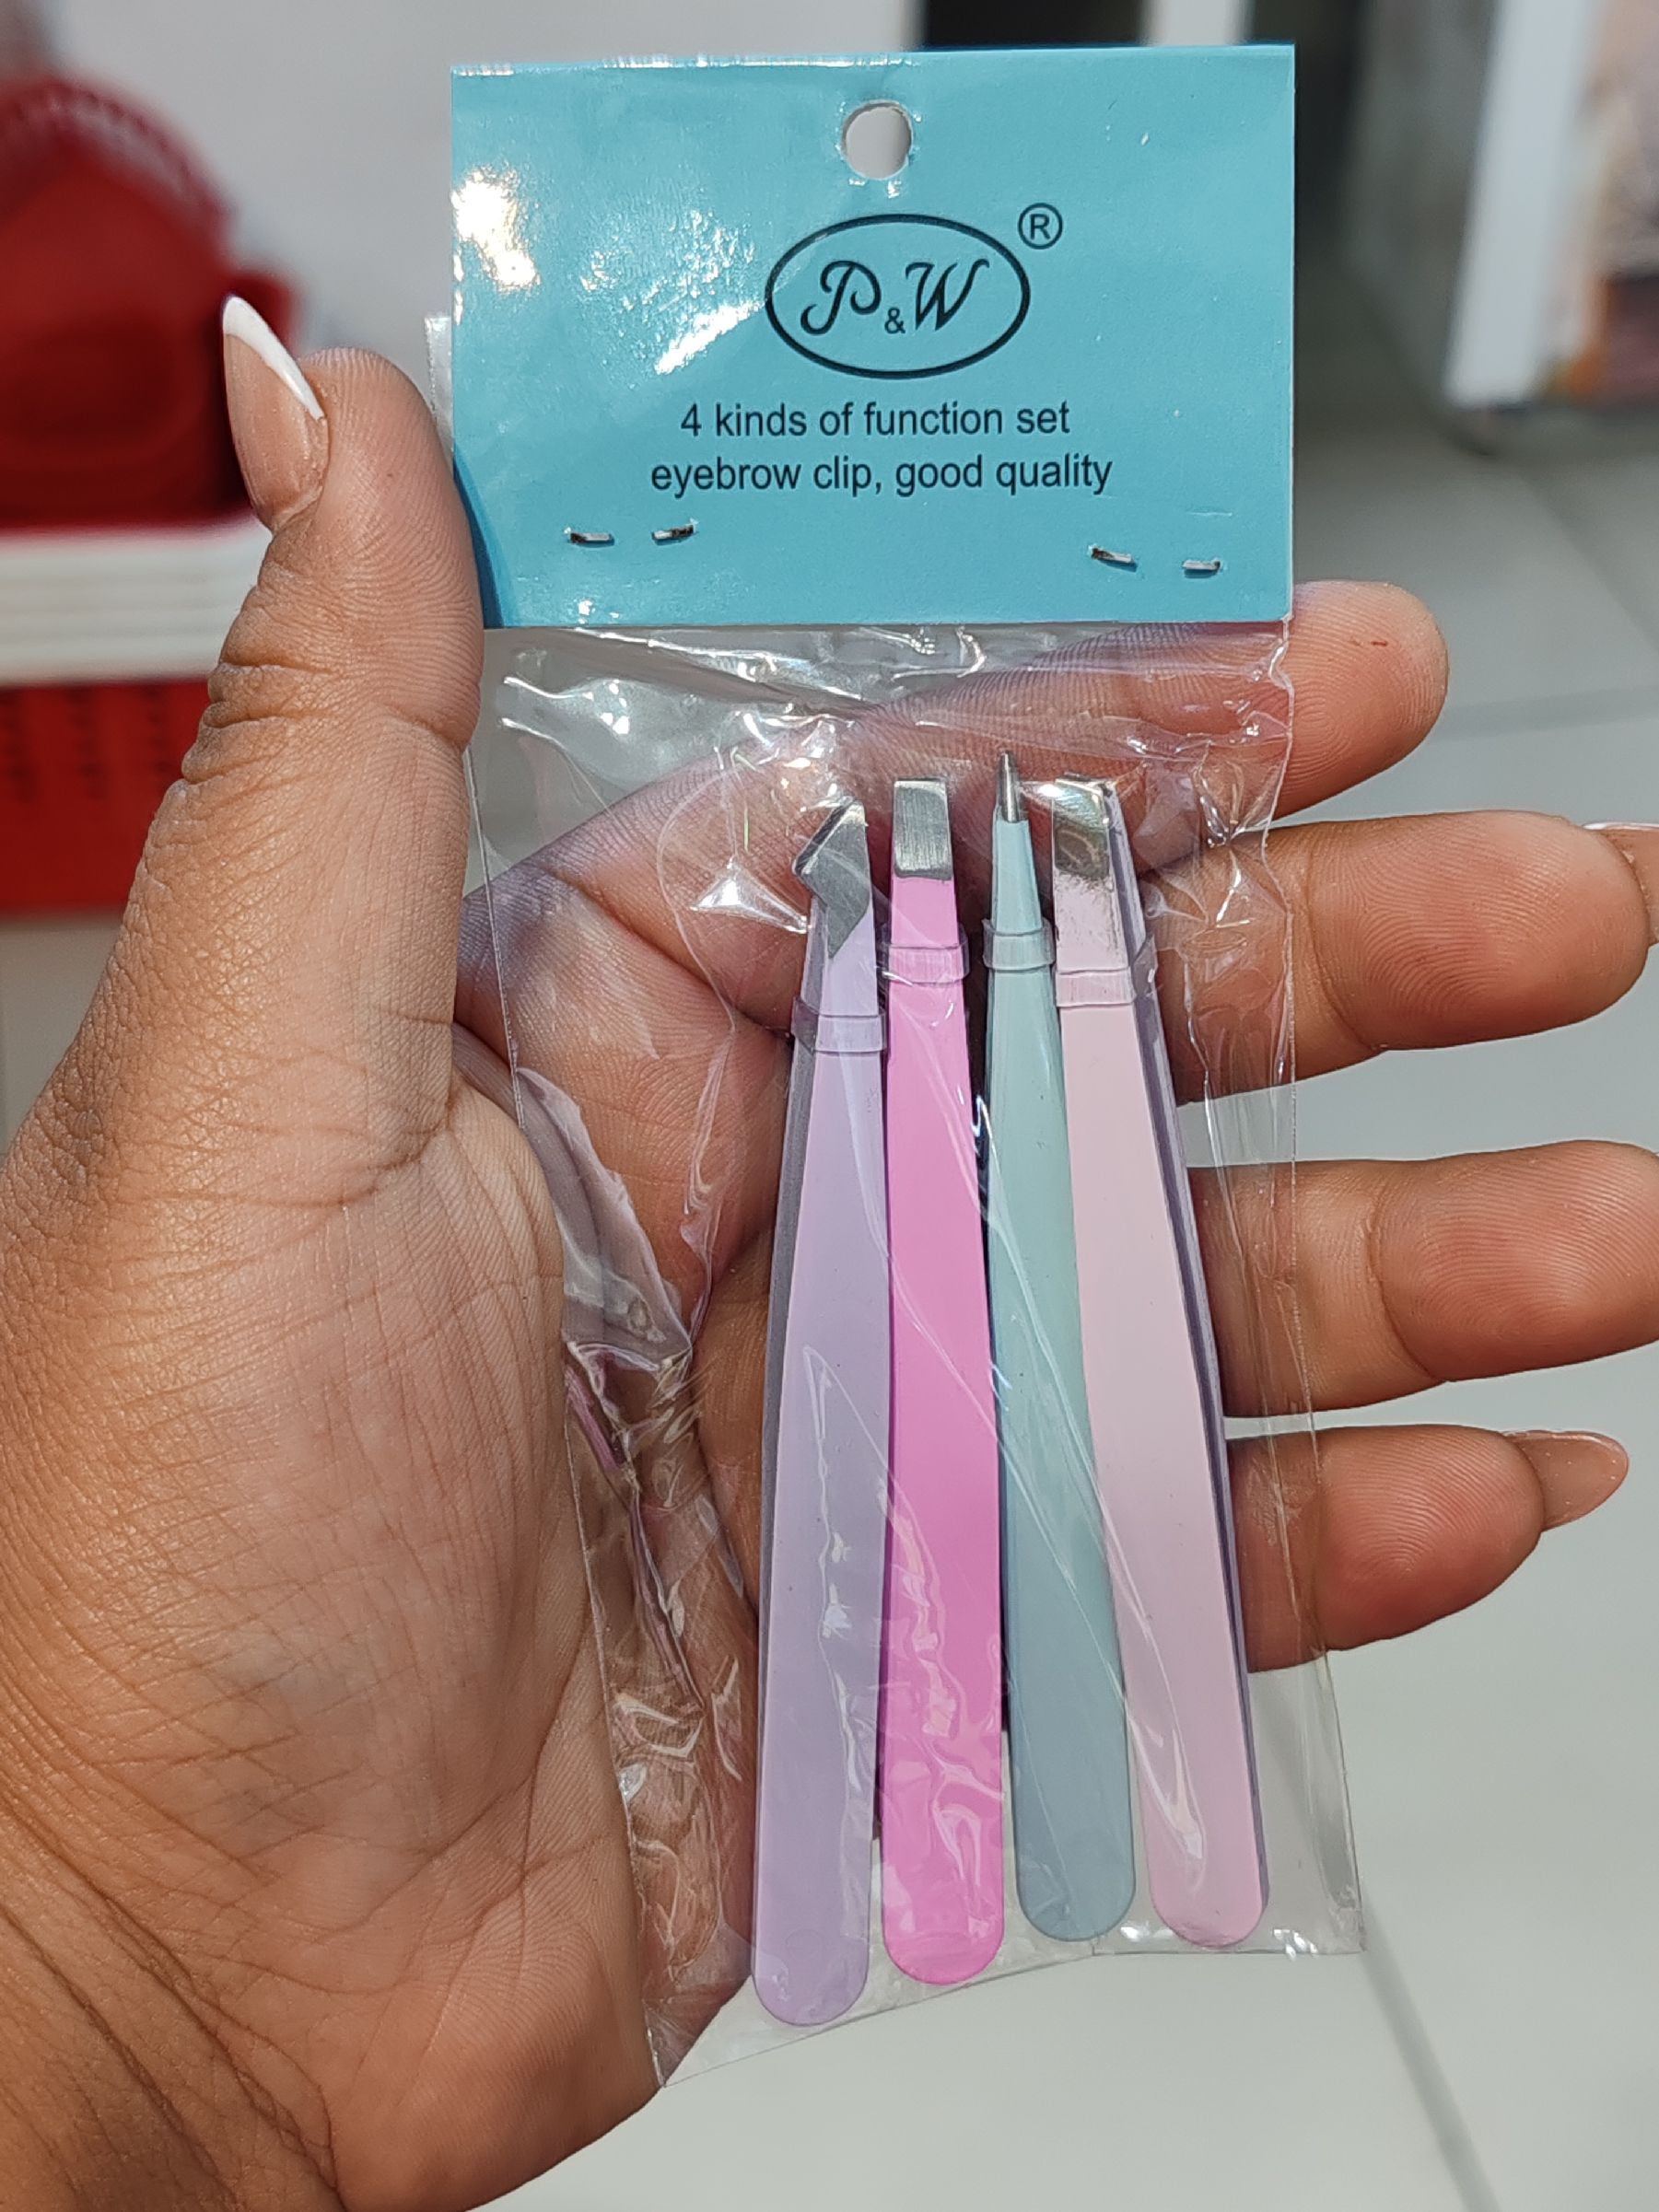 P&W®
4 kinds of function set
eyebrow clip, good quality